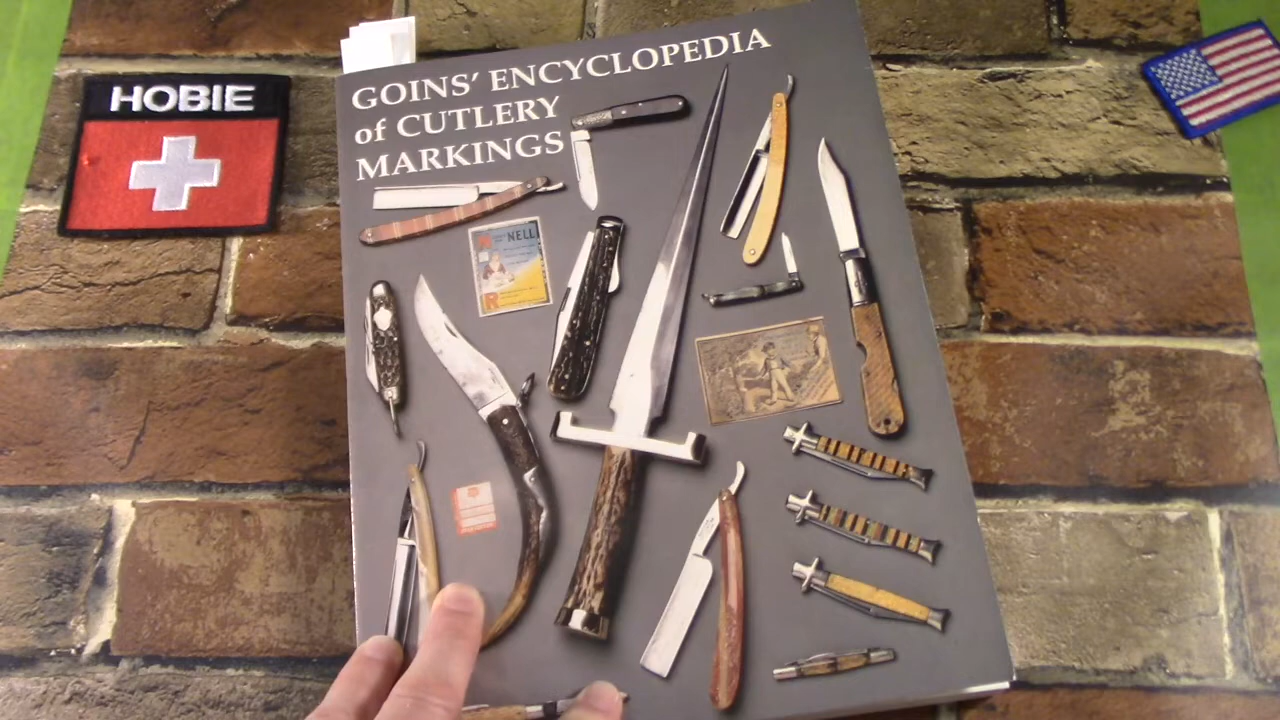 HOBIE
GOINS' ENCYCLOPEDIA
of CUTLERY
MARKINGS
NELL
R